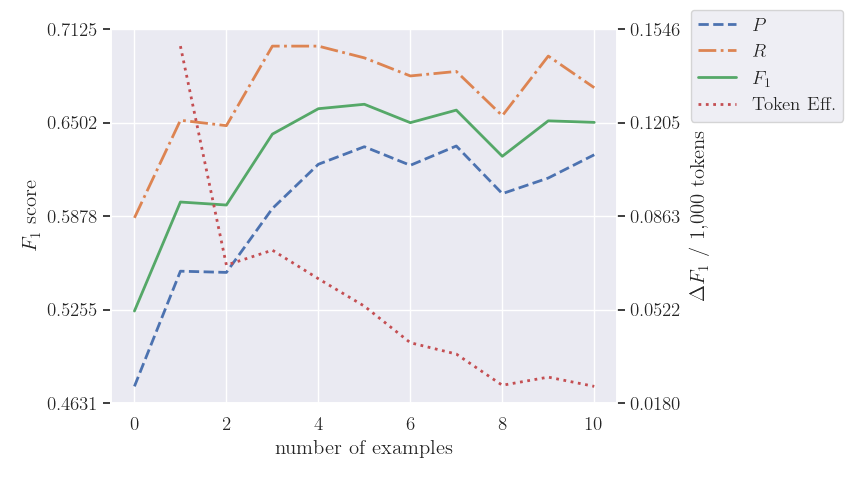 0.7125
0.6502
0.5878
0.5255
0.4631
F1 score
0 2 4 6 8 10
number of examples
0.1546
0.1205
0.0863
0.0522
0.0180
ΔF1 / 1,000 tokens
P
R
F1
Token Eff.